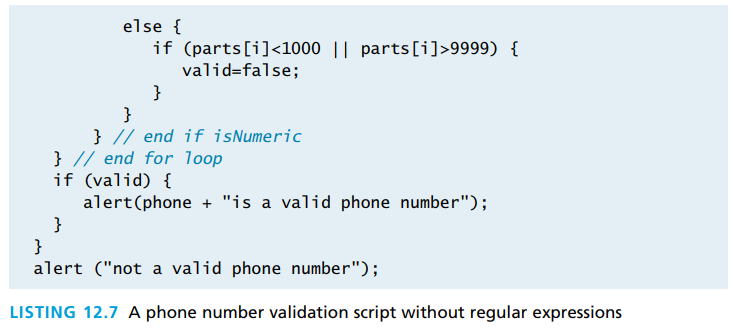 else {
if (parts[i]<1000 || parts[i]>9999) {
valid=false;
}
}
} // end if isNumeric
} // end for loop
if (valid) {
alert(phone + "is a valid phone number");
}
}
alert ("not a valid phone number");
LISTING 12.7 A phone number validation script without regular expressions